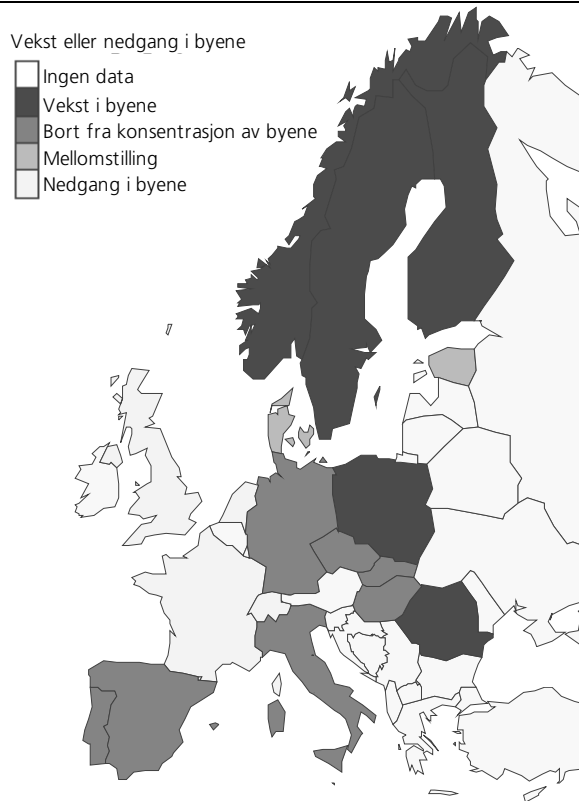 Vekst eller nedgang i byene
Ingen data
Vekst i byene
Bort fra konsentrasjon av byene
Mellomstilling
Nedgang i byene